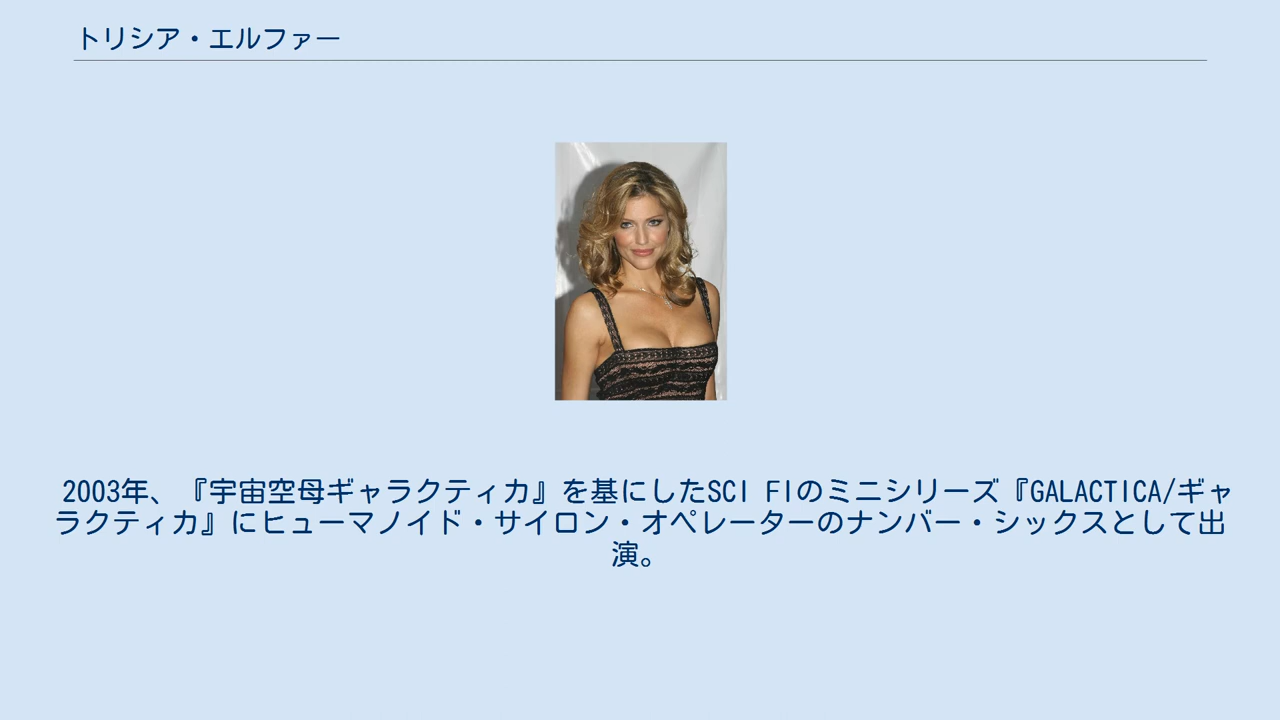 トリシア・エルファー
2003年、『宇宙空母ギャラクティカ』を基にしたSCI FIのミニシリーズ『GALACTICA/ギャ
ラクティカ』にヒューマノイド・サイロン・オペレーターのナンバー・シックスとして出
演。